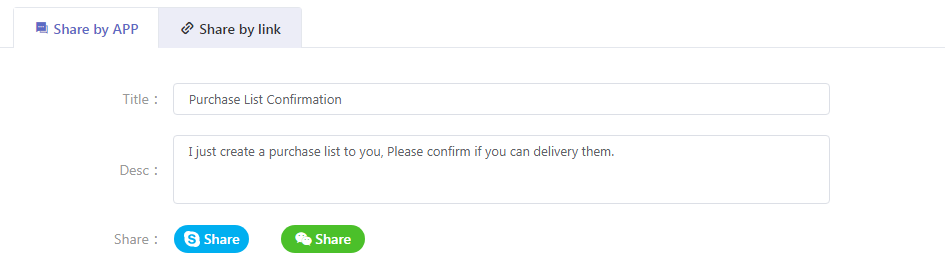 Share by APP
Share by link
Title :
Purchase List Confirmation
Desc :
I just create a purchase list to you, Please confirm if you can delivery them.
Share :
Share
Share